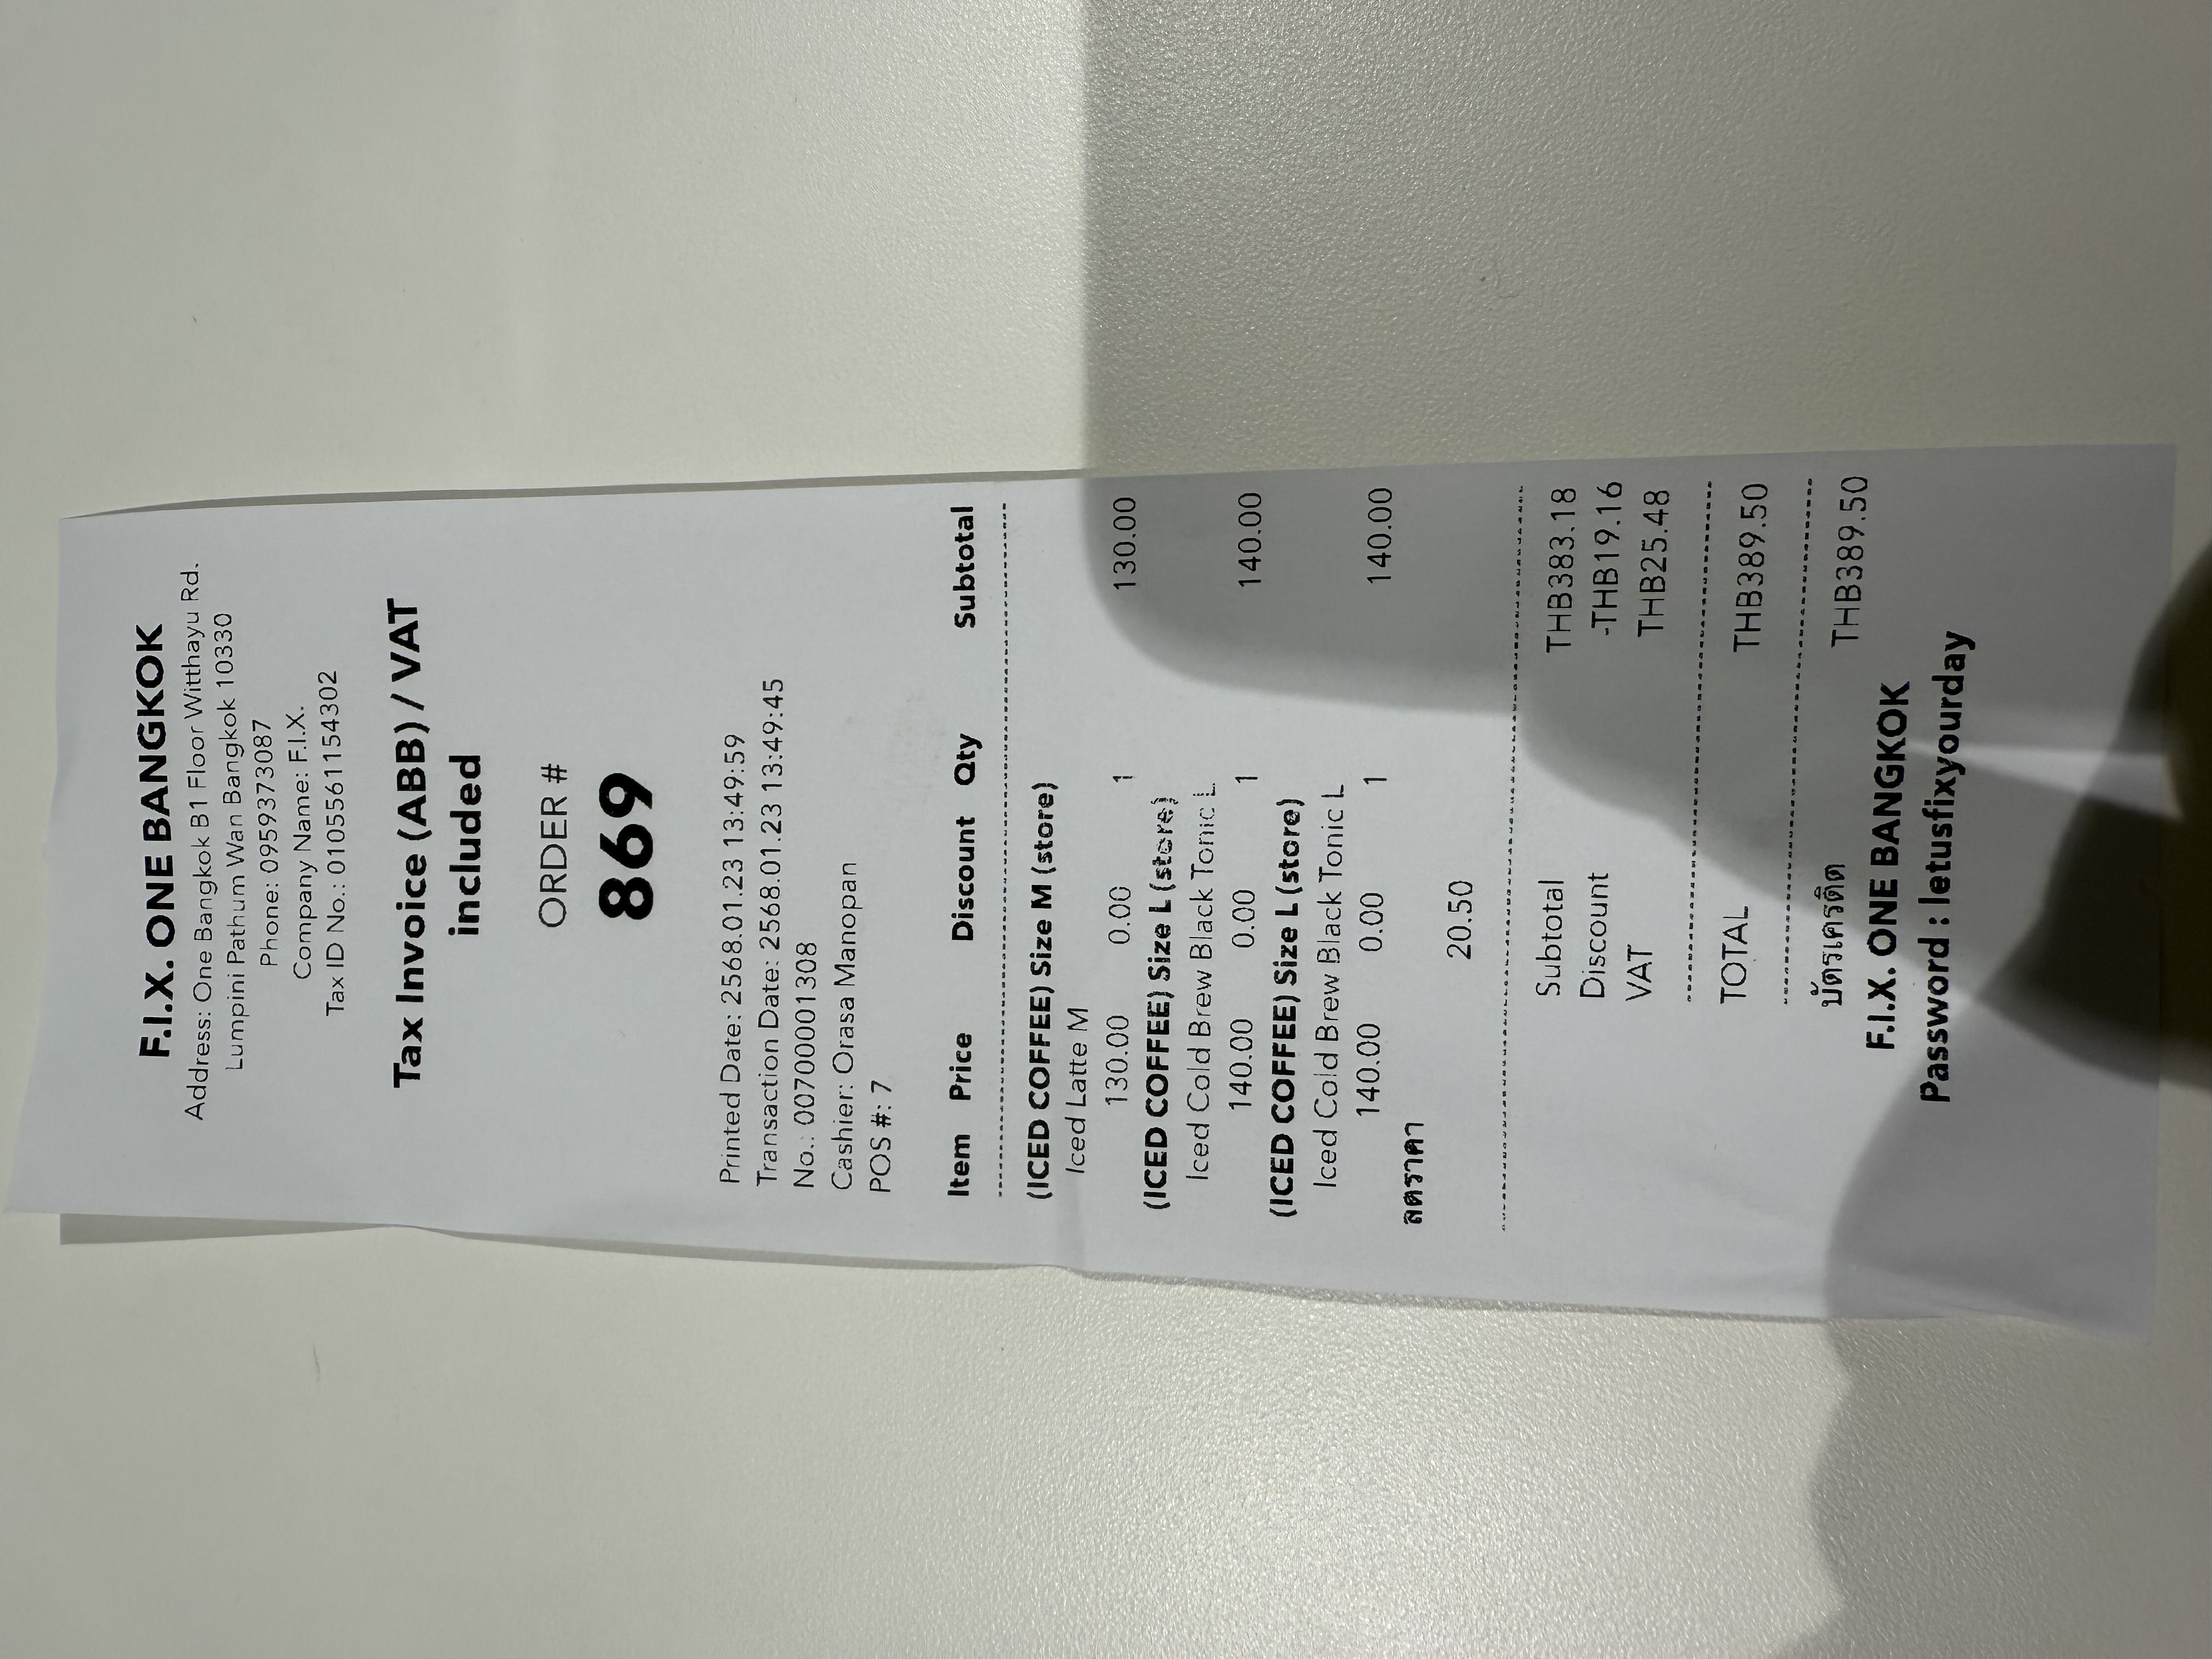 F.I.X. ONE BANGKOK
Address: One Bangkok B1 Floor Witthayu Rd.
Lumpini Pathum Wan Bangkok 10330
Phone: 0959373087
Company Name: F.I.X.
Tax ID No.: 0105561154302
Tax Invoice (ABB) / VAT
included
ORDER #
869
Printed Date: 2568.01.23 13:49:59
Transaction Date: 2568.01.23 13:49:45
No.: 00700001308
Cashier: Orasa Manopan
POS #: 7
Item Price Discount Qty Subtotal
(ICED COFFEE) Size M (store)
Iced Latte M
130.00 0.00 1 130.00
(ICED COFFEE) Size L (store)
Iced Cold Brew Black Tonic L
140.00 0.00 1 140.00
(ICED COFFEE) Size L (store)
Iced Cold Brew Black Tonic L
140.00 0.00 1 140.00
ลดราคา
20.50
Subtotal THB383.18
Discount -THB19.16
VAT THB25.48
TOTAL THB389.50
บัตรเครดิต THB389.50
F.I.X. ONE BANGKOK
Password : letusfixyourday